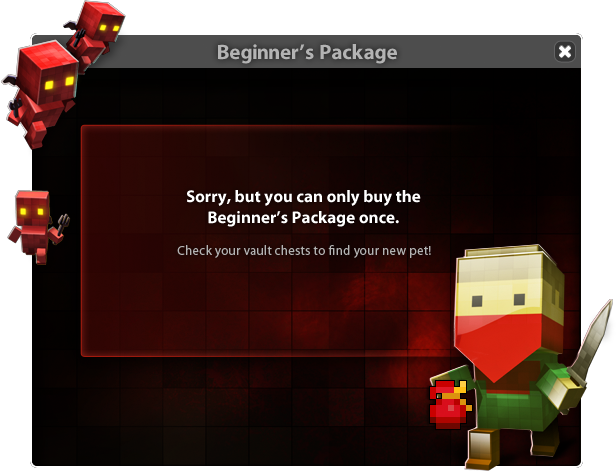 Beginner's Package
Sorry, but you can only buy the
Beginner's Package once.
Check your vault chests to find your new pet!